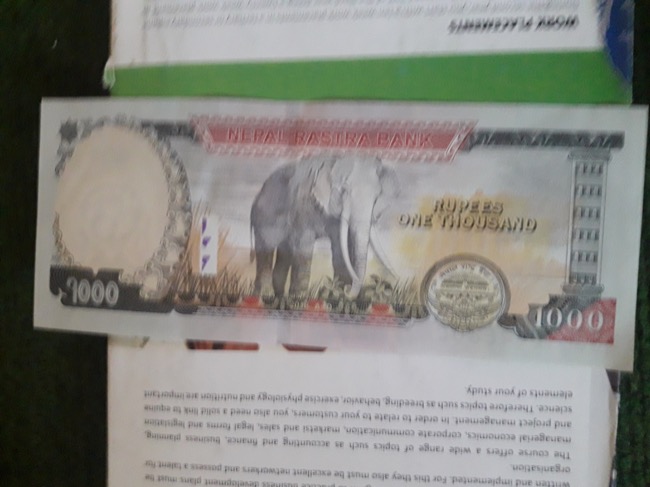 written and implemented. For this they also must be excellent networkers and possess a talent for
organisation.
The course offers a wide range of topics such as accounting and finance, business planning,
managerial economics, corporate communication, marketsi and sales, legal forms and legislation
and project management. In order to relate to your customers, you also need a solid link to equine
science. Therefore topics such as breeding, behavior, exercise physiology and nutrition are important
elements of your study.
NEPAL RASTRA BANK
RUPEES
ONE THOUSAND
1000
1000
WORK PLACEMENTS